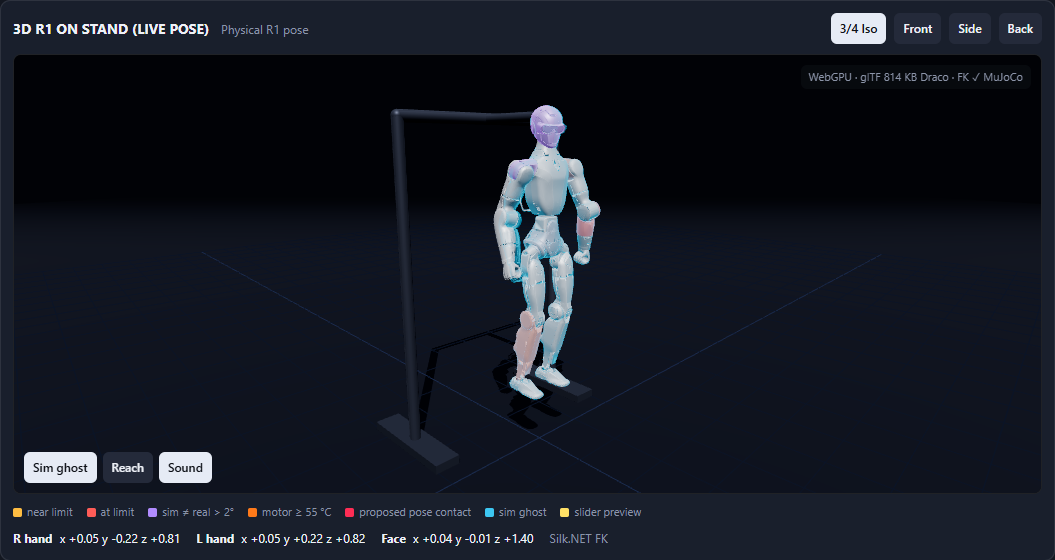 3D R1 ON STAND (LIVE POSE) Physical R1 pose 3/4 Iso Front Side Back
WebGPU · glTF 814 KB Draco · FK ✓ MuJoCo
Sim ghost Reach Sound
near limit at limit sim ≠ real > 2° motor ≥ 55 °C proposed pose contact sim ghost slider preview
R hand x +0.05 y -0.22 z +0.81 L hand x +0.05 y +0.22 z +0.82 Face x +0.04 y -0.01 z +1.40 Silk.NET FK